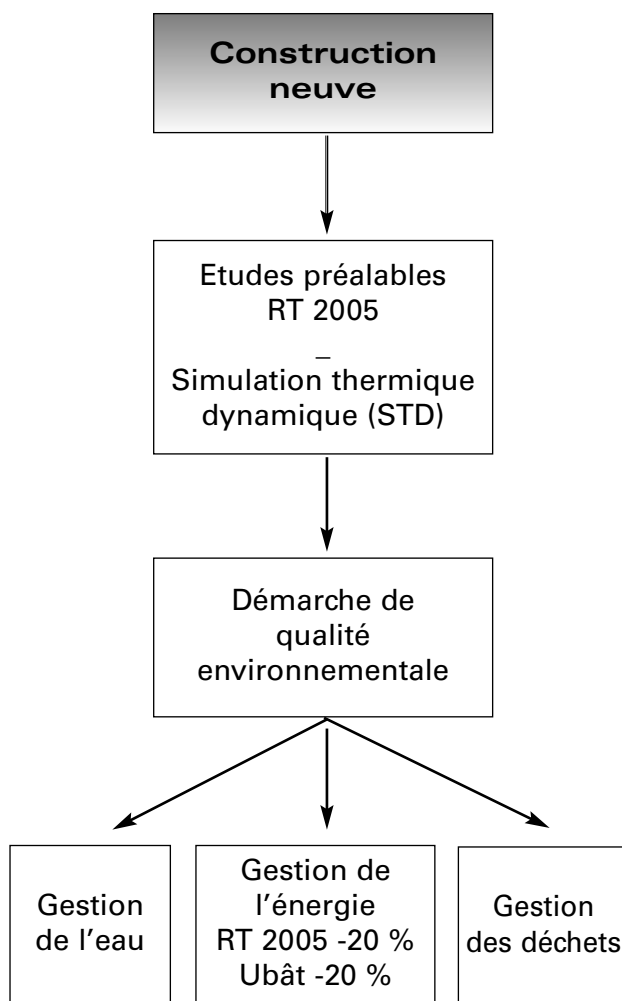 Construction
neuve
Etudes préalables
RT 2005
_
Simulation thermique
dynamique (STD)
Démarche de
qualité
environnementale
Gestion
de l'eau
Gestion de
l'énergie
RT 2005 -20 %
Ubât -20 %
Gestion
des déchets